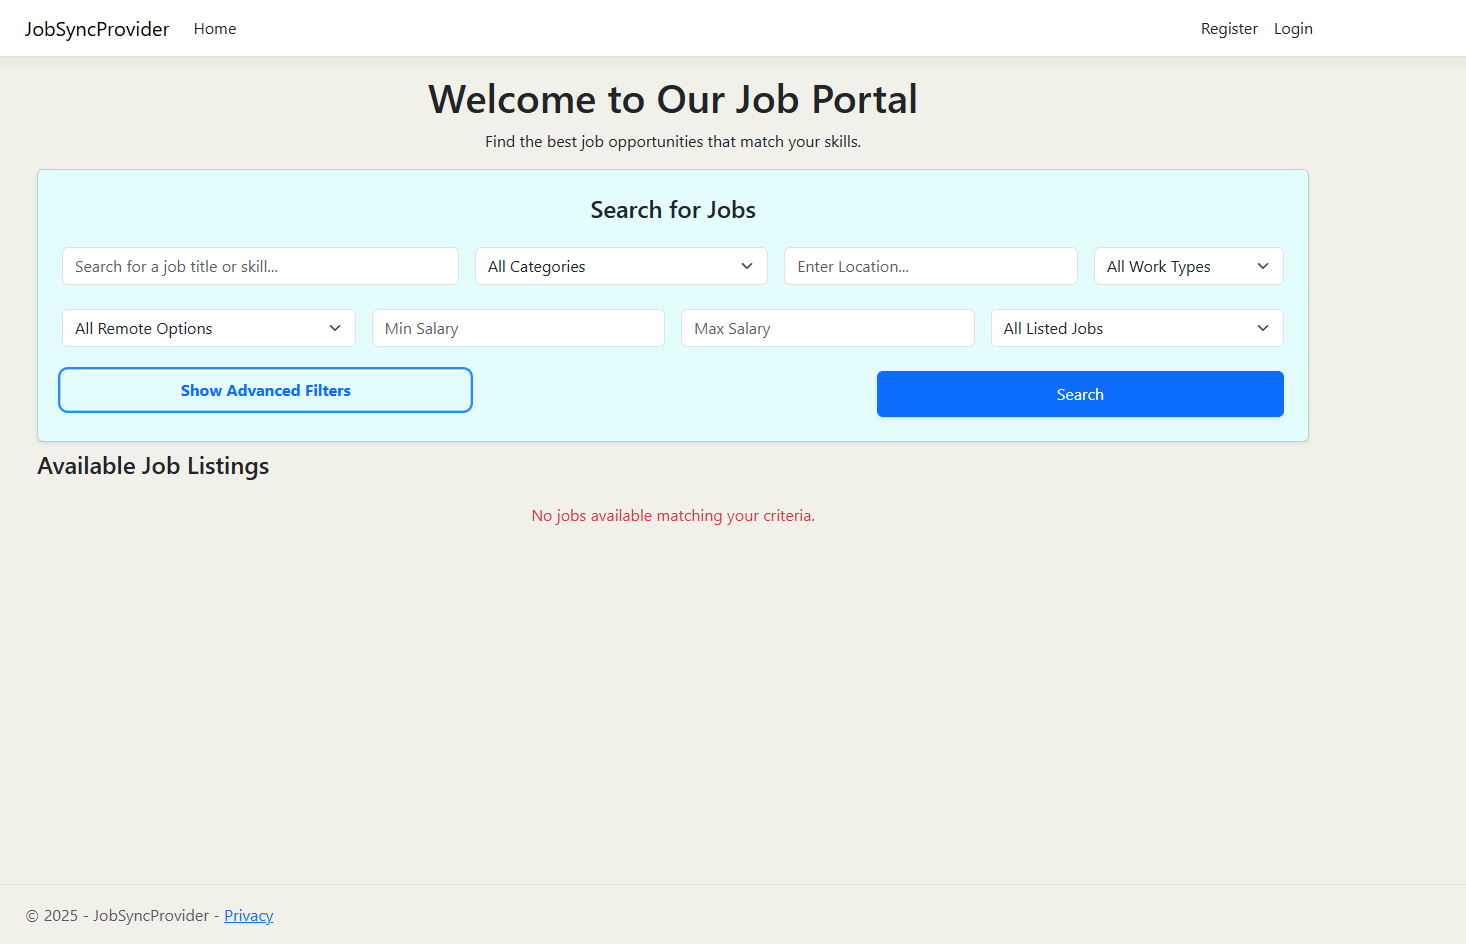 JobSyncProvider Home Register Login
Welcome to Our Job Portal
Find the best job opportunities that match your skills.
Search for Jobs
Search for a job title or skill... All Categories Enter Location... All Work Types
All Remote Options Min Salary Max Salary All Listed Jobs
Show Advanced Filters Search
Available Job Listings
No jobs available matching your criteria.
© 2025 - JobSyncProvider - Privacy